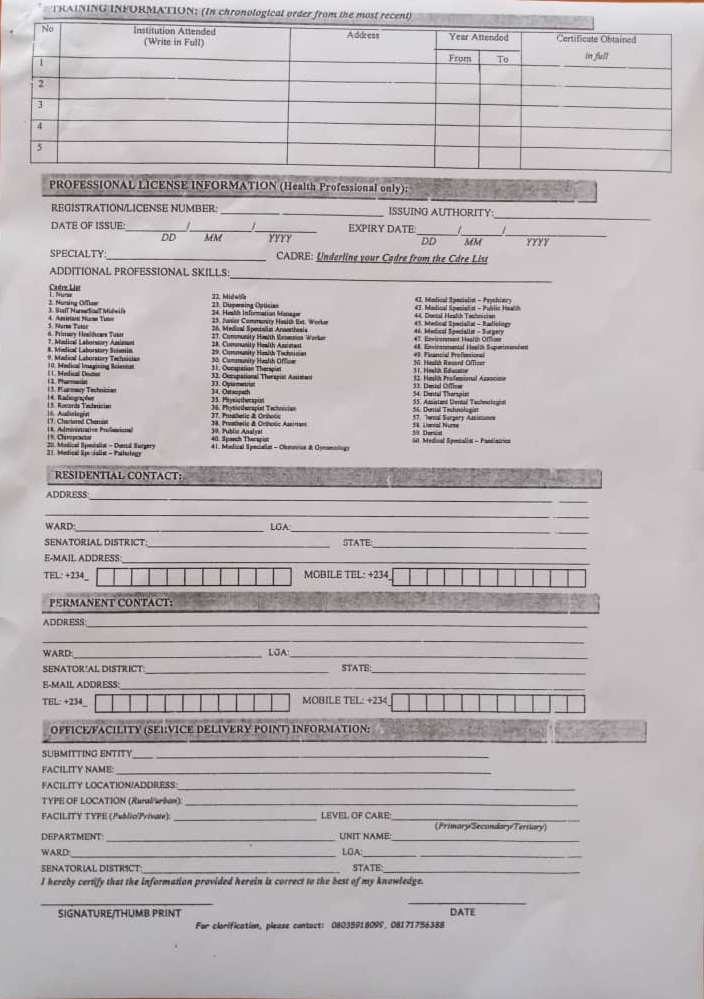 TRAINING INFORMATION: (In chronological order from the most recent)
No Institution Attended (Write in Full) Address Year Attended From To Certificate Obtained in full
1
2
3
4
5
PROFESSIONAL LICENSE INFORMATION (Health Professional only):
REGISTRATION/LICENSE NUMBER: ISSUING AUTHORITY:
DATE OF ISSUE: / / EXPIRY DATE: / /
DD MM YYYY DD MM YYYY
SPECIALTY: CADRE: Underline your Cadre from the Cdre List
ADDITIONAL PROFESSIONAL SKILLS:
Cadre List
1. Nurse
2. Nursing Officer
3. Staff Nurse/Staff Midwife
4. Assistant Nurse Tutor
5. Nurse Tutor
6. Primary Healthcare Tutor
7. Medical Laboratory Assistant
8. Medical Laboratory Scientist
9. Medical Laboratory Technician
10. Medical Imagining Scientist
11. Medical Doctor
12. Pharmacist
13. Pharmacy Technician
14. Radiographer
15. Records Technician
16. Audiologist
17. Chartered Chemist
18. Administrative Professional
19. Chiropractor
20. Medical Specialist – Dental Surgery
21. Medical Specialist – Pathology
22. Midwife
23. Dispensing Optician
24. Health Information Manager
25. Junior Community Health Ext. Worker
26. Medical Specialist Anaesthesia
27. Community Health Extension Worker
28. Community Health Assistant
29. Community Health Technician
30. Community Health Officer
31. Occupation Therapist
32. Occupational Therapist Assistant
33. Optometrist
34. Osteopath
35. Physiotherapist
36. Physiotherapist Technician
37. Prosthetic & Orthotic
38. Prosthetic & Orthotic Assistant
39. Public Analyst
40. Speech Therapist
41. Medical Specialist – Obstetrics & Gynaecology
42. Medical Specialist – Psychiatry
43. Medical Specialist – Public Health
44. Dental Health Technician
45. Medical Specialist – Radiology
46. Medical Specialist – Surgery
47. Environment Health Officer
48. Environmental Health Superintendent
49. Financial Professional
50. Health Record Officer
51. Health Educator
52. Health Professional Associate
53. Dental Officer
54. Dental Therapist
55. Assistant Dental Technologist
56. Dental Technologist
57. Dental Surgery Assistance
58. Dental Nurse
59. Dentist
60. Medical Specialist – Paediatrics
RESIDENTIAL CONTACT:
ADDRESS:
WARD: LGA:
SENATORIAL DISTRICT: STATE:
E-MAIL ADDRESS:
TEL: +234_ MOBILE TEL: +234_
PERMANENT CONTACT:
ADDRESS:
WARD: LGA:
SENATORIAL DISTRICT: STATE:
E-MAIL ADDRESS:
TEL: +234_ MOBILE TEL: +234_
OFFICE/FACILITY (SERVICE DELIVERY POINT) INFORMATION:
SUBMITTING ENTITY
FACILITY NAME:
FACILITY LOCATION/ADDRESS:
TYPE OF LOCATION (Rural/urban):
FACILITY TYPE (Public/Private): LEVEL OF CARE:
(Primary/Secondary/Tertiary)
DEPARTMENT: UNIT NAME:
WARD: LGA:
SENATORIAL DISTRICT: STATE:
I hereby certify that the information provided herein is correct to the best of my knowledge.
SIGNATURE/THUMB PRINT DATE
For clarification, please contact: 08035918095, 08171756388